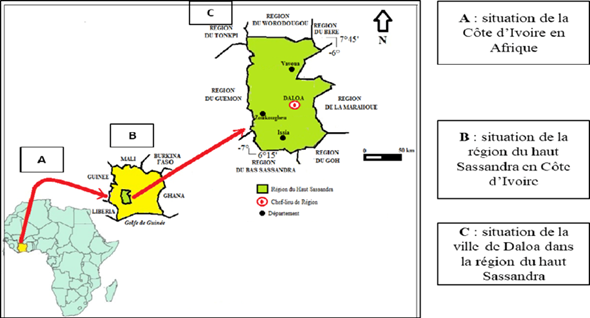 C
REGION
DU WORODOUGOU
REGION
DU BERE
REGION
DU TONKPI
N
7°45'
-6°
Vavoua
REGION
DU GUEMON
DALOA
REGION
DE LA MARAHOUE
Zoukougbeu
Issia
-7°
6°15'
REGION
DU BAS SASSANDRA
REGION
DU GOH
50 km
Région du Haut Sassandra
Chef-lieu de Région
Département
B
MALI
BURKINA
FASO
GUINEE
GHANA
LIBERIA
Golfe de Guinée
A
A : situation de la
Côte d'Ivoire en
Afrique
B : situation de la
région du haut
Sassandra en Côte
d'Ivoire
C : situation de la
ville de Daloa dans
la région du haut
Sassandra